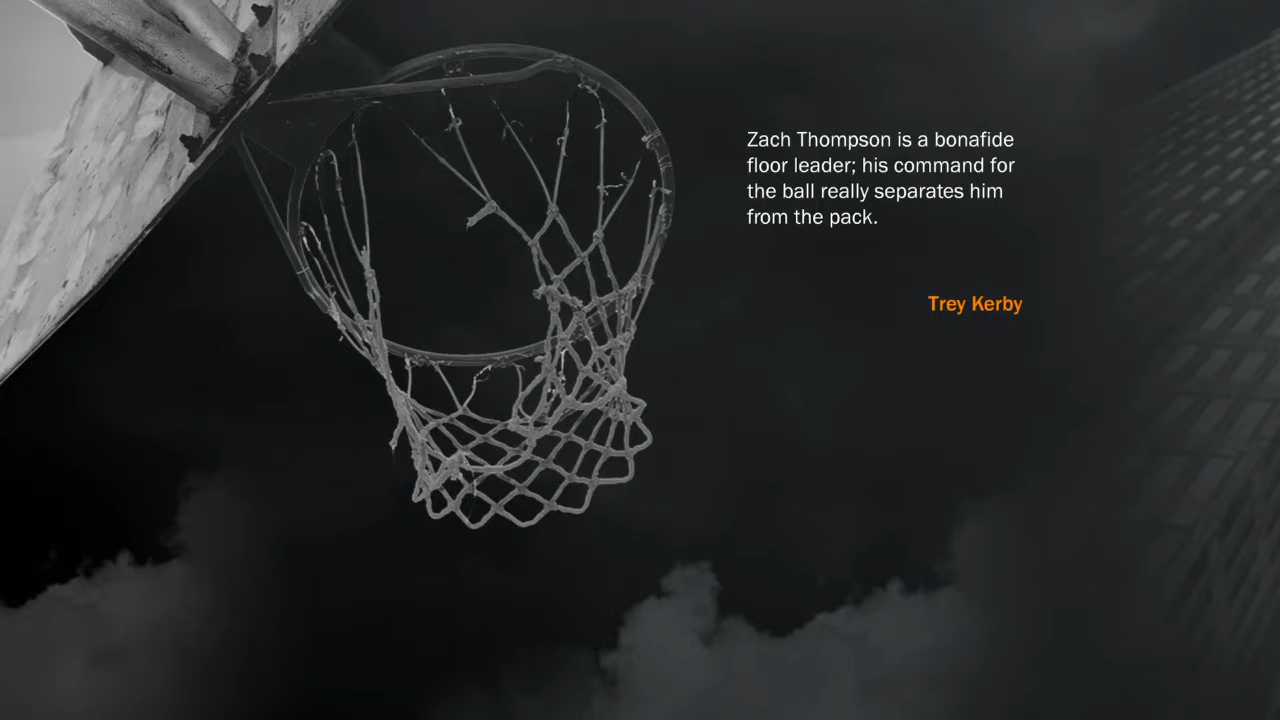 Zach Thompson is a bonafide
floor leader; his command for
the ball really separates him
from the pack.
Trey Kerby